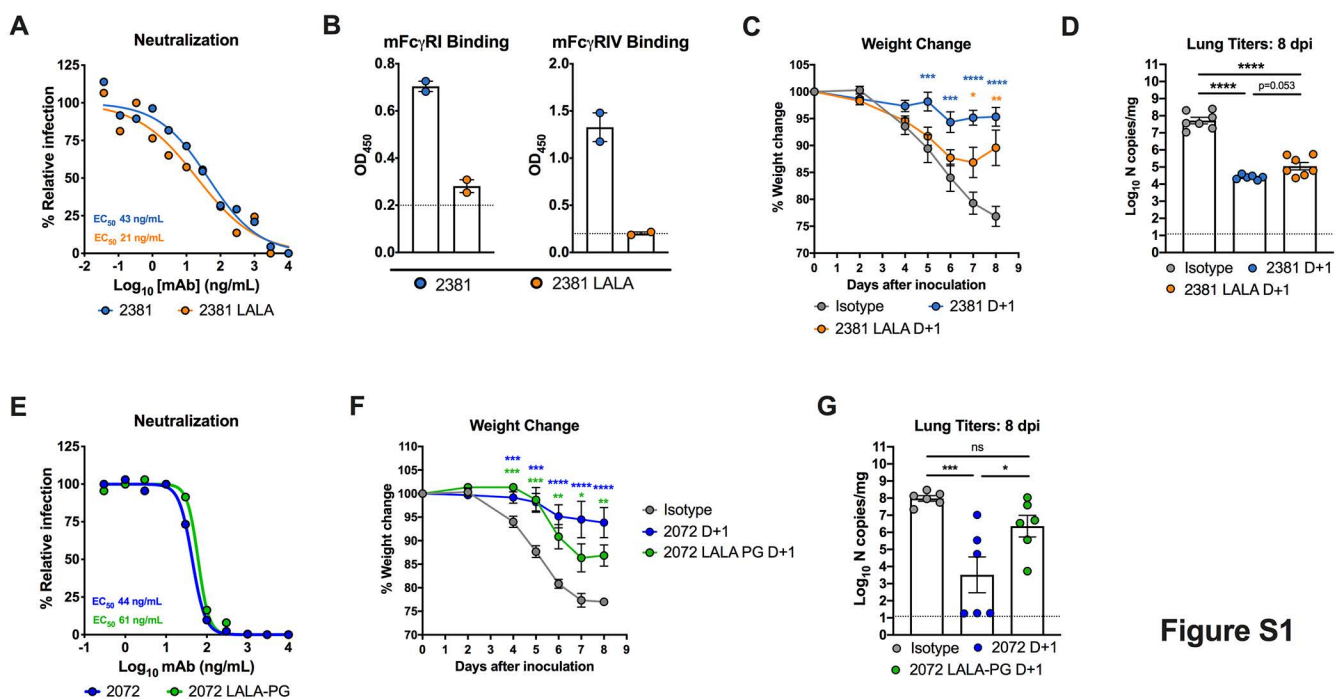 A
Neutralization
% Relative infection
125
100
75
50
25
0
EC50 43 ng/mL
EC50 21 ng/mL
-2 -1 0 1 2 3 4
Log10 [mAb] (ng/mL)
2381 2381 LALA
B
mFcγRI Binding mFcγRIV Binding
OD450
0.8
0.6
0.4
0.2
0.0
OD450
2.0
1.5
1.0
0.5
0.0
2381 2381 LALA
C
Weight Change
% Weight change
105
100
95
90
85
80
75
70
*** **** ****
*** * **
0 1 2 3 4 5 6 7 8 9
Days after inoculation
Isotype 2381 D+1
2381 LALA D+1
D
Lung Titers: 8 dpi
Log10 N copies/mg
11
10
9
8
7
6
5
4
3
2
1
0
****
**** p=0.053
Isotype 2381 D+1
2381 LALA D+1
E
Neutralization
% Relative infection
125
100
75
50
25
0
EC50 44 ng/mL
EC50 61 ng/mL
-1 0 1 2 3 4
Log10 mAb (ng/mL)
2072 2072 LALA-PG
F
Weight Change
% Weight change
110
105
100
95
90
85
80
75
70
*** *** **** **** ****
*** *** ** * **
0 1 2 3 4 5 6 7 8 9
Days after inoculation
Isotype
2072 D+1
2072 LALA PG D+1
G
Lung Titers: 8 dpi
Log10 N copies/mg
11
10
9
8
7
6
5
4
3
2
1
0
ns
*** *
Isotype 2072 D+1
2072 LALA-PG D+1
Figure S1